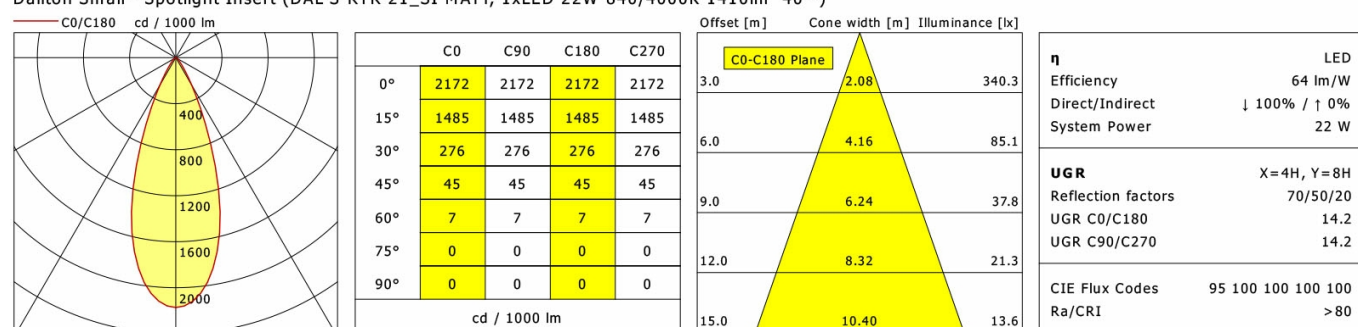 C0/C180 cd / 1000 lm
400
800
1200
1600
2000
C0 C90 C180 C270
0° 2172 2172 2172 2172
15° 1485 1485 1485 1485
30° 276 276 276 276
45° 45 45 45 45
60° 7 7 7 7
75° 0 0 0 0
90° 0 0 0 0
cd / 1000 lm
Offset [m] Cone width [m] Illuminance [lx]
C0-C180 Plane
3.0 2.08 340.3
6.0 4.16 85.1
9.0 6.24 37.8
12.0 8.32 21.3
15.0 10.40 13.6
η LED
Efficiency 64 lm/W
Direct/Indirect ↓ 100% / ↑ 0%
System Power 22 W
UGR X=4H, Y=8H
Reflection factors 70/50/20
UGR C0/C180 14.2
UGR C90/C270 14.2
CIE Flux Codes 95 100 100 100 100
Ra/CRI >80